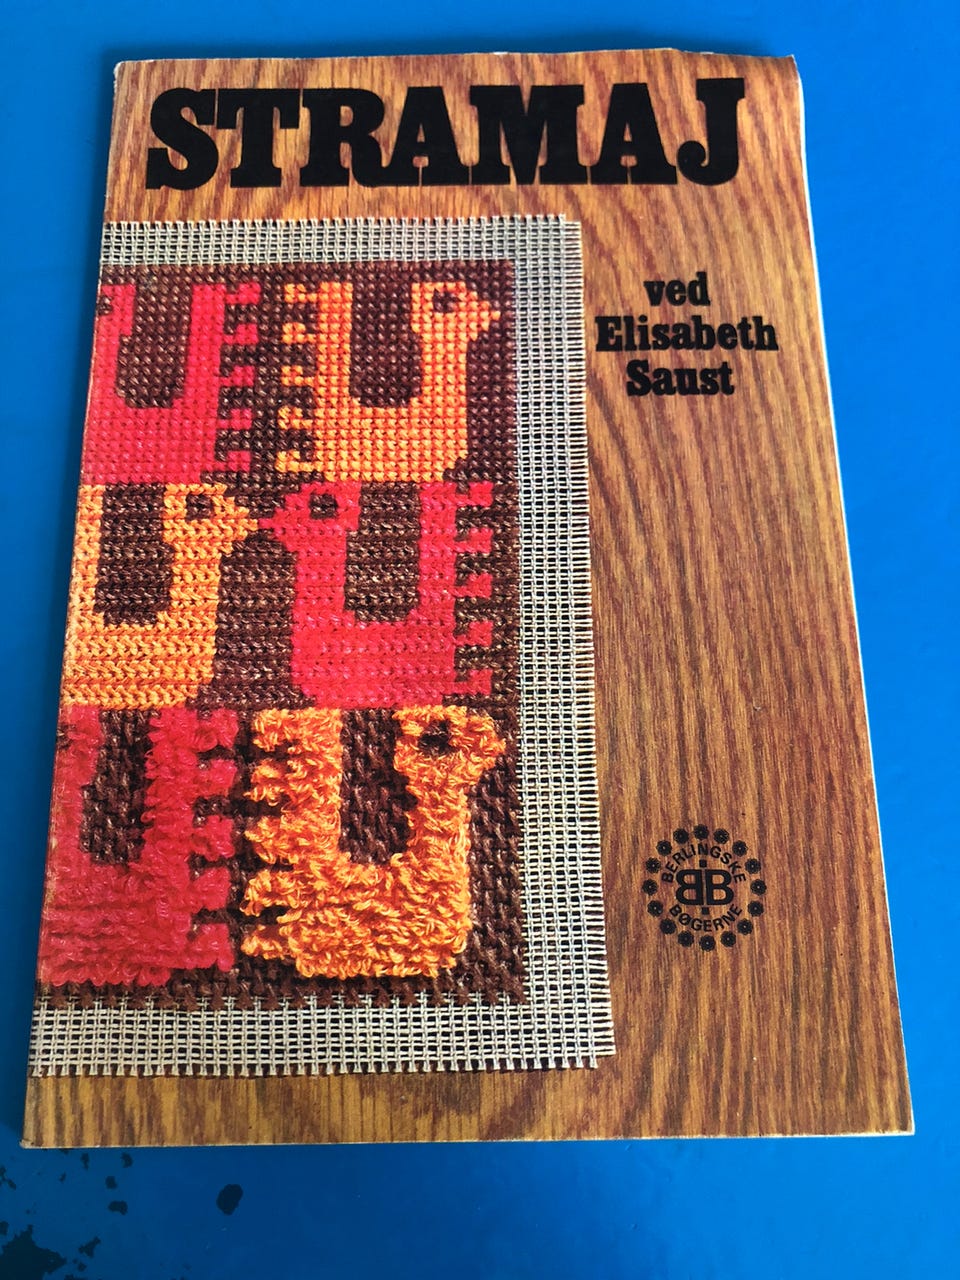 STRAMAJ
ved
Elisabeth
Saust
BERLINGSKE
BB
BØGERNE